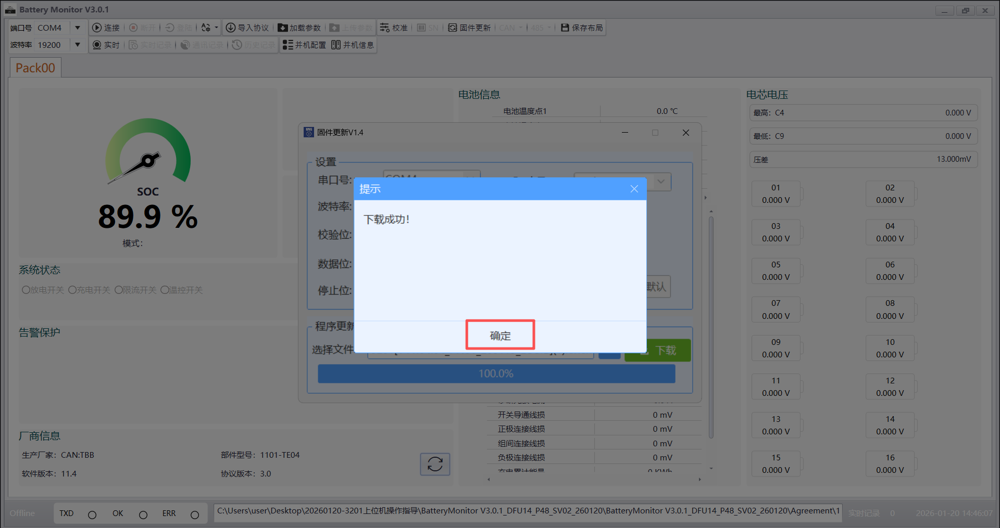 Battery Monitor V3.0.1
端口号 COM4 连接 断开 登陆 导入协议 加载参数 上传参数 校准 SN 固件更新 CAN 485 保存布局
波特率 19200 实时 实时记录 通讯记录 历史记录 并机配置 并机信息
Pack00
SOC
89.9 %
模式:
系统状态
放电开关 充电开关 限流开关 温控开关
告警保护
厂商信息
生产厂家: CAN:TBB
部件型号: 1101-TE04
软件版本: 11.4
协议版本: 3.0
电池信息
电池温度点1 0.0 ℃
固件更新V1.4
设置
串口号: COM4
波特率:
校验位:
数据位:
停止位:
默认
程序更新
选择文件
下载
100.0%
提示
下载成功!
确定
开关导通线损 0 mV
正极连接线损 0 mV
组间连接线损 0 mV
负极连接线损 0 mV
充电累计能量 0 KWh
电芯电压
最高: C4 0.000 V
最低: C9 0.000 V
压差 13.000mV
01 02
0.000 V 0.000 V
03 04
0.000 V 0.000 V
05 06
0.000 V 0.000 V
07 08
0.000 V 0.000 V
09 10
0.000 V 0.000 V
11 12
0.000 V 0.000 V
13 14
0.000 V 0.000 V
15 16
0.000 V 0.000 V
Offline TXD OK ERR C:\Users\user\Desktop\20260120-3201上位机操作指导\BatteryMonitor V3.0.1_DFU14_P48_SV02_260120\BatteryMonitor V3.0.1_DFU14_P48_SV02_260120\Agreement\1 实时记录 0 2026-01-20 14:46:07